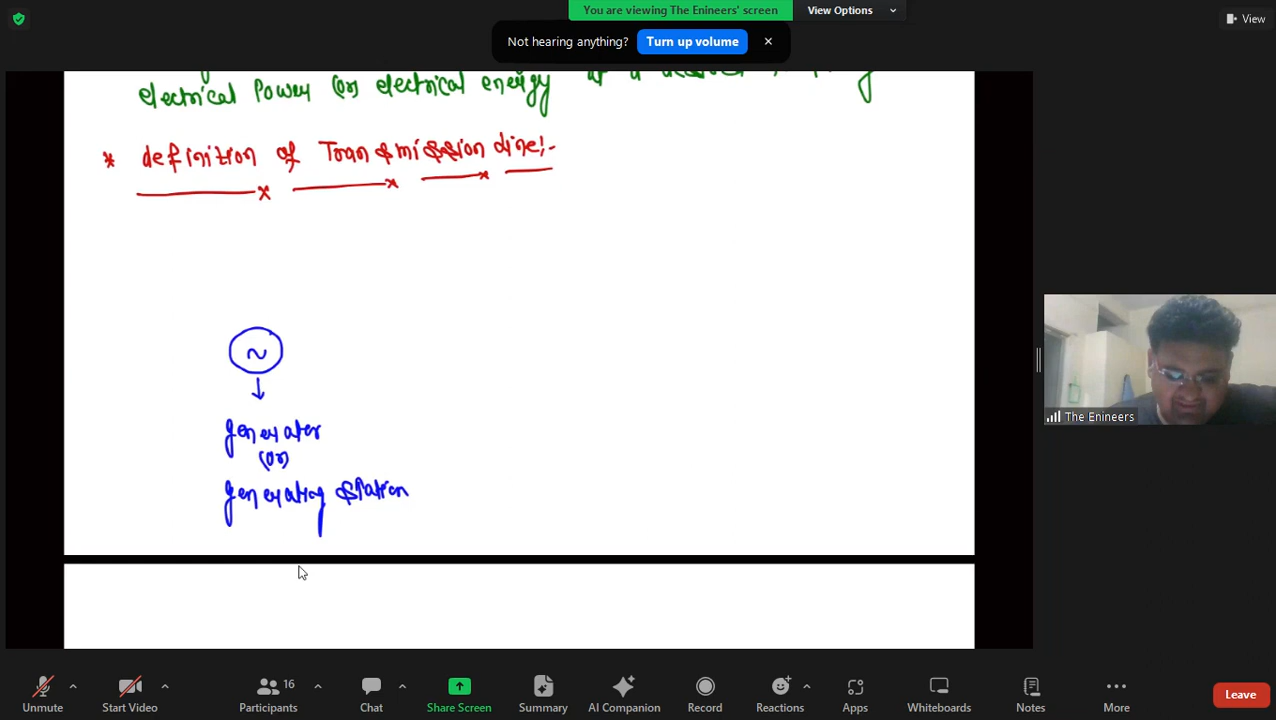 You are viewing The Enineers' screen
View Options
View
Not hearing anything?
Turn up volume
electrical Power (or) electrical energy
* definition of Transmission line:-
generator
(or)
generating station
The Enineers
Unmute
Start Video
16
Participants
Chat
Share Screen
Summary
AI Companion
Record
Reactions
Apps
Whiteboards
Notes
More
Leave